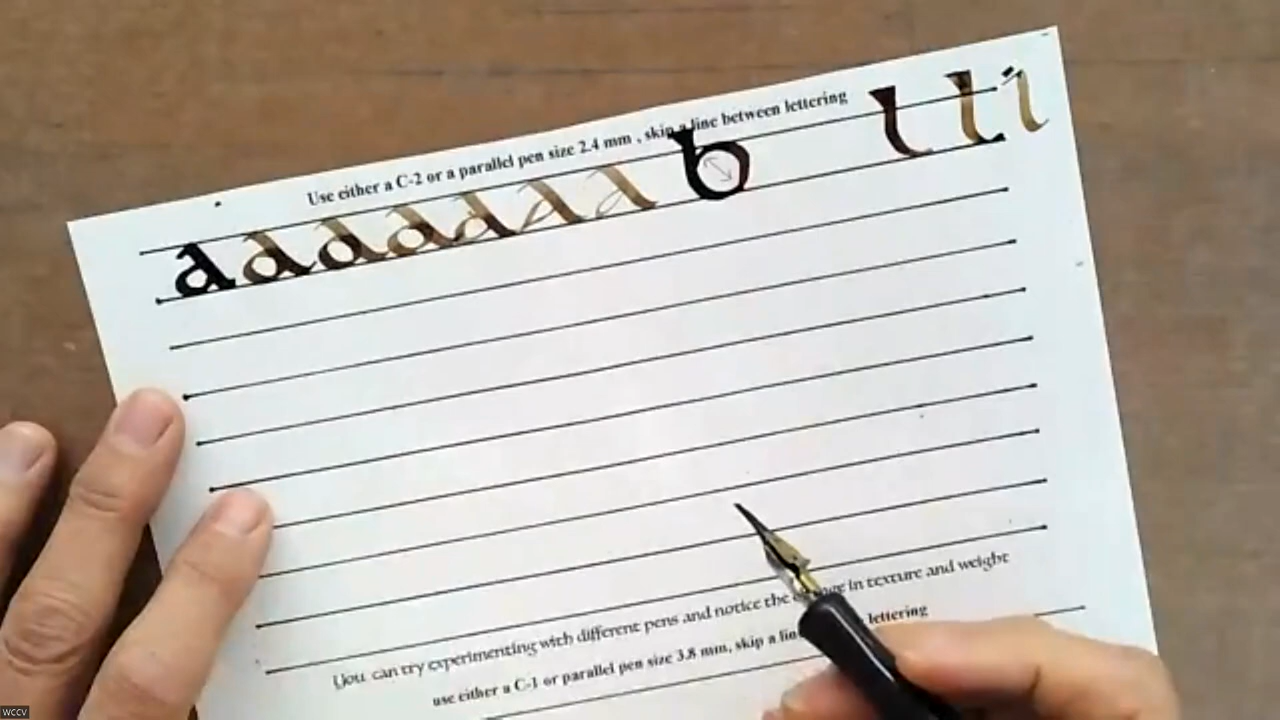 Use either a C-2 or a parallel pen size 2.4 mm , skip a line between lettering
a a a a a a a b l l i
You can try experimenting with different pens and notice the change in texture and weight
use either a C-1 or parallel pen size 3.8 mm, skip a line lettering
WCCV